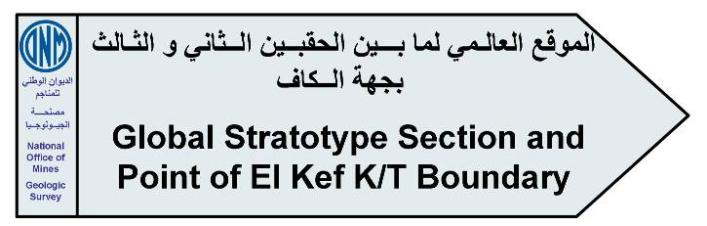 الموقع العالمي لما بين الحقبين الثاني و الثالث
بجهة الكاف
Global Stratotype Section and
Point of El Kef K/T Boundary
ONM
الديوان الوطني
للمناجم
مصلحة
الجيولوجيا
National
Office of
Mines
Geologic
Survey